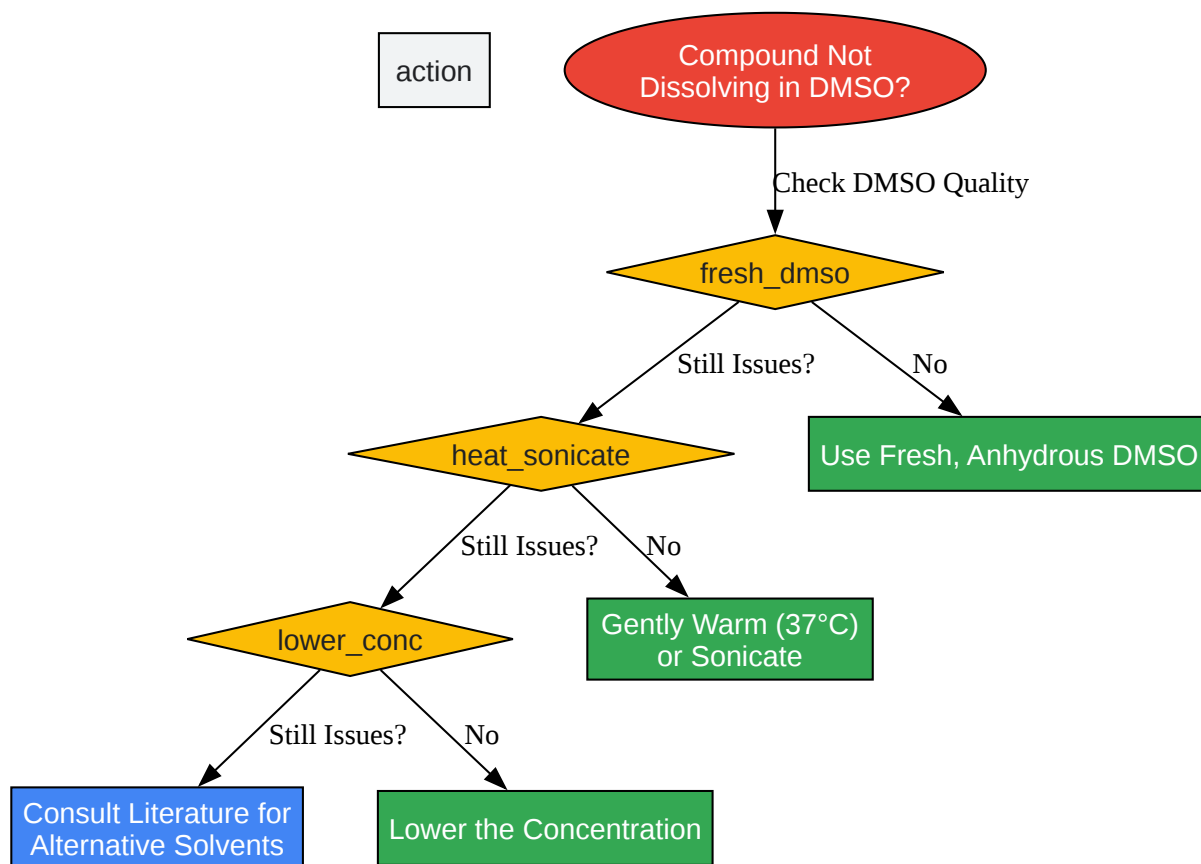 action
Compound Not
Dissolving in DMSO?
Check DMSO Quality
fresh_dmso
Still Issues?
No
heat_sonicate
Use Fresh, Anhydrous DMSO
Still Issues?
No
lower_conc
Gently Warm (37°C)
or Sonicate
Still Issues?
No
Consult Literature for
Alternative Solvents
Lower the Concentration